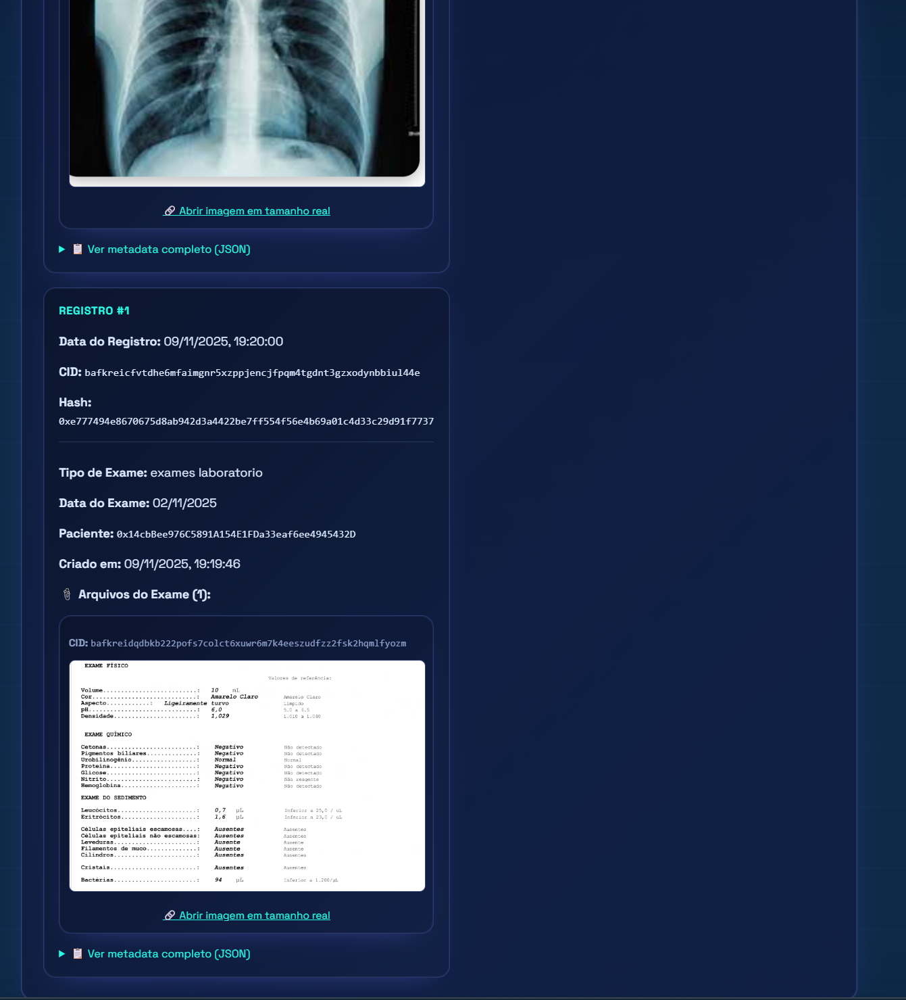 🔗 Abrir imagem em tamanho real
▶ 📋 Ver metadata completo (JSON)
REGISTRO #1
Data do Registro: 09/11/2025, 19:20:00
CID: bafkreicfvtdhe6mfaimgnr5xzppjencjfpqm4tgdnt3gzxodynbbiul44e
Hash:
0xe777494e8670675d8ab942d3a4422be7ff554f56e4b69a01c4d33c29d91f7737
Tipo de Exame: exames laboratorio
Data do Exame: 02/11/2025
Paciente: 0x14cbBee976C5891A154E1FDa33eaf6ee4945432D
Criado em: 09/11/2025, 19:19:46
📎 Arquivos do Exame (1):
CID: bafkreidqdbkb222pofs7colct6xuwr6m7k4eeszudfzz2fsk2hqmlfyozm
EXAME FÍSICO
Valores de referência:
Volume..........................: 10 mL
Cor.............................: Amarelo Claro Amarelo Claro
Aspecto............: Ligeiramente turvo Límpido
pH..............................: 6,0 5.0 a 6.5
Densidade.......................: 1,029 1.010 a 1.040
EXAME QUÍMICO
Cetonas.........................: Negativo Não detectado
Pigmentos biliares..............: Negativo Não detectado
Urobilinogênio..................: Normal Normal
Proteína........................: Negativo Não detectado
Glicose.........................: Negativo Não detectado
Nitrito.........................: Negativo Não reagente
Hemoglobina.....................: Negativo Não detectado
EXAME DO SEDIMENTO
Leucócitos......................: 0,7 µL Inferior a 25,0 / uL
Eritrócitos.....................: 1,6 µL Inferior a 23,0 / uL
Células epiteliais escamosas....: Ausentes Ausentes
Células epiteliais não escamosas: Ausentes Ausentes
Leveduras.......................: Ausente Ausente
Filamentos de muco..............: Ausente Ausente
Cilindros.......................: Ausentes Ausentes
Cristais........................: Ausentes Ausentes
Bactérias.......................: 94 µL Inferior a 1.200/µL
🔗 Abrir imagem em tamanho real
▶ 📋 Ver metadata completo (JSON)